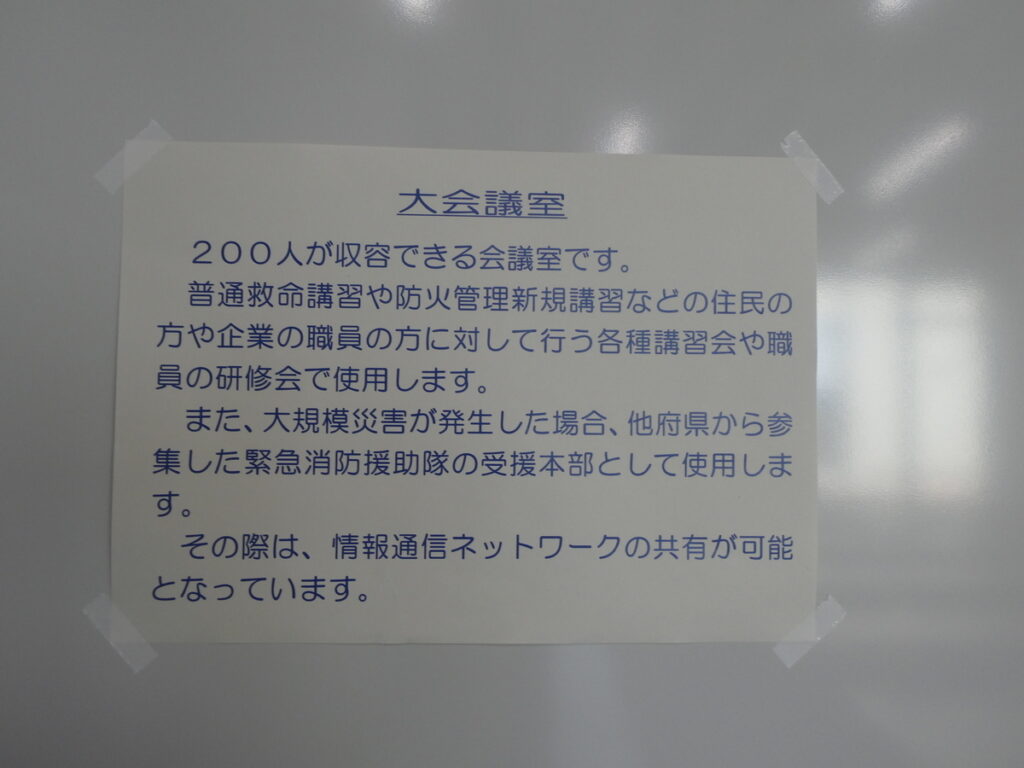 大会議室
２００人が収容できる会議室です。
普通救命講習や防火管理新規講習などの住民の
方や企業の職員の方に対して行う各種講習会や職
員の研修会で使用します。
また、大規模災害が発生した場合、他府県から参
集した緊急消防援助隊の受援本部として使用しま
す。
その際は、情報通信ネットワークの共有が可能
となっています。